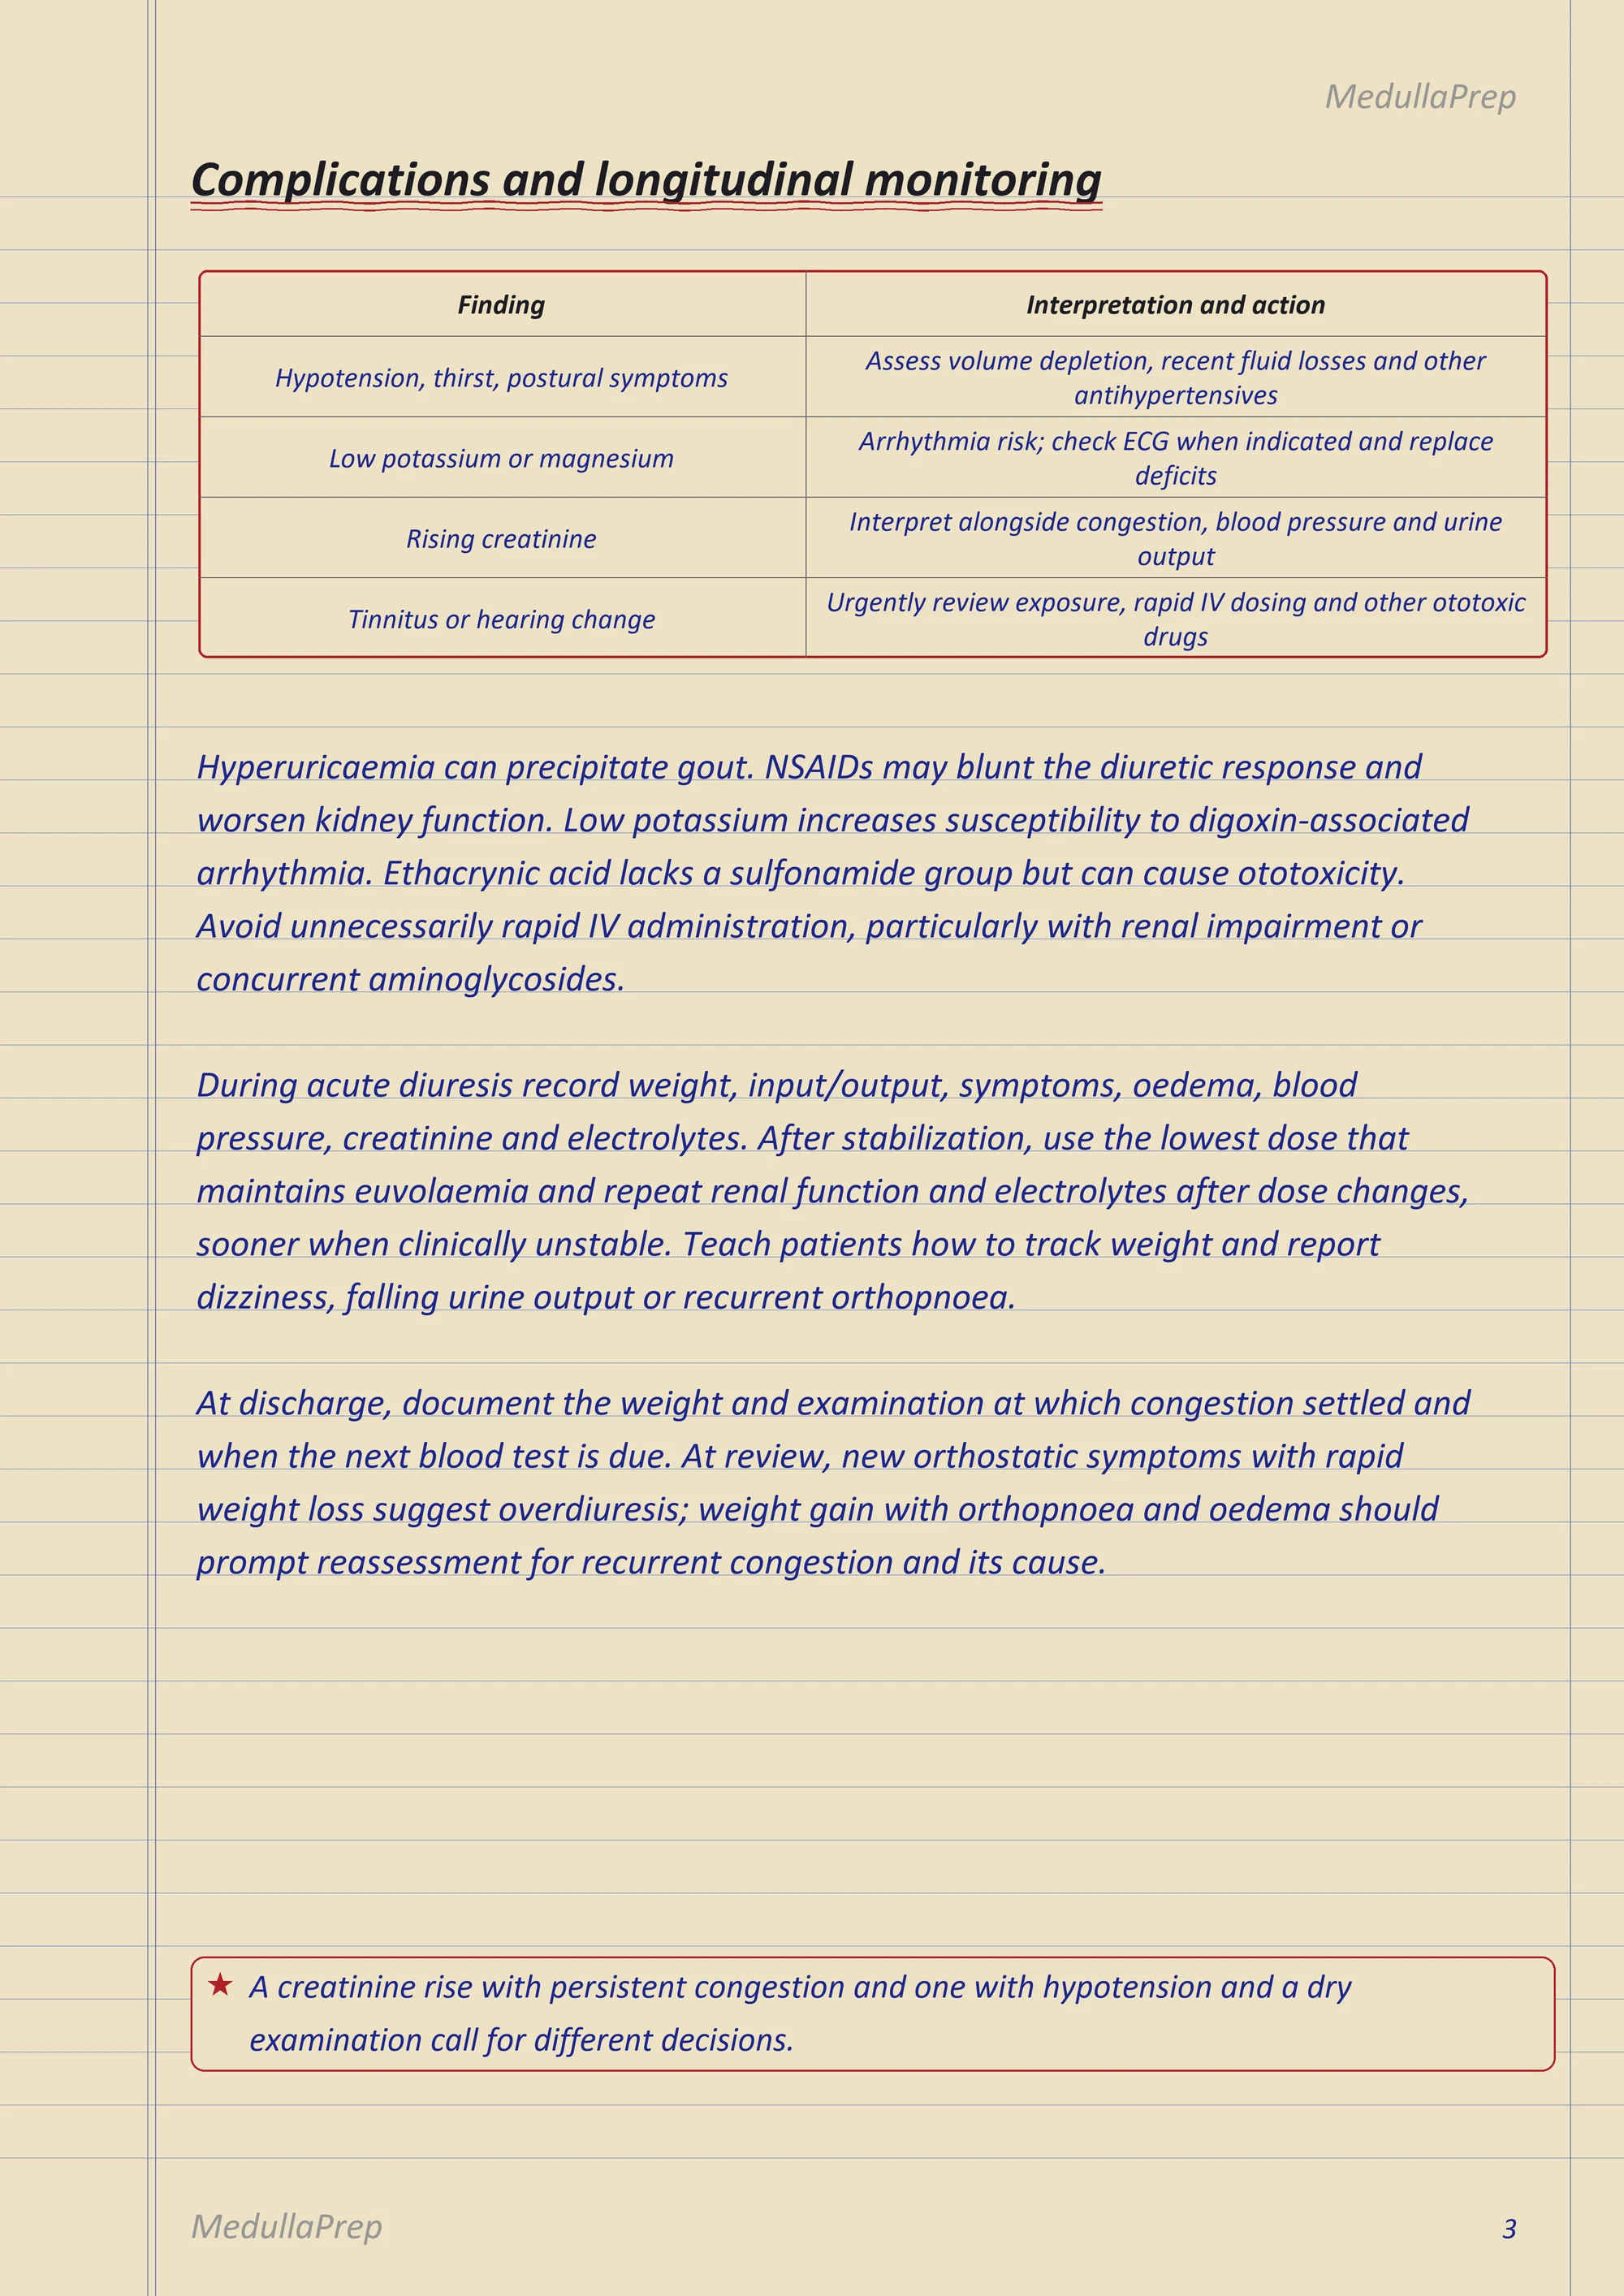 MedullaPrep
Complications and longitudinal monitoring
Finding
Interpretation and action
Hypotension, thirst, postural symptoms
Assess volume depletion, recent fluid losses and other
antihypertensives
Low potassium or magnesium
Arrhythmia risk; check ECG when indicated and replace
deficits
Rising creatinine
Interpret alongside congestion, blood pressure and urine
output
Tinnitus or hearing change
Urgently review exposure, rapid IV dosing and other ototoxic
drugs
Hyperuricaemia can precipitate gout. NSAIDs may blunt the diuretic response and
worsen kidney function. Low potassium increases susceptibility to digoxin-associated
arrhythmia. Ethacrynic acid lacks a sulfonamide group but can cause ototoxicity.
Avoid unnecessarily rapid IV administration, particularly with renal impairment or
concurrent aminoglycosides.
During acute diuresis record weight, input/output, symptoms, oedema, blood
pressure, creatinine and electrolytes. After stabilization, use the lowest dose that
maintains euvolaemia and repeat renal function and electrolytes after dose changes,
sooner when clinically unstable. Teach patients how to track weight and report
dizziness, falling urine output or recurrent orthopnoea.
At discharge, document the weight and examination at which congestion settled and
when the next blood test is due. At review, new orthostatic symptoms with rapid
weight loss suggest overdiuresis; weight gain with orthopnoea and oedema should
prompt reassessment for recurrent congestion and its cause.
★ A creatinine rise with persistent congestion and one with hypotension and a dry
examination call for different decisions.
MedullaPrep
3